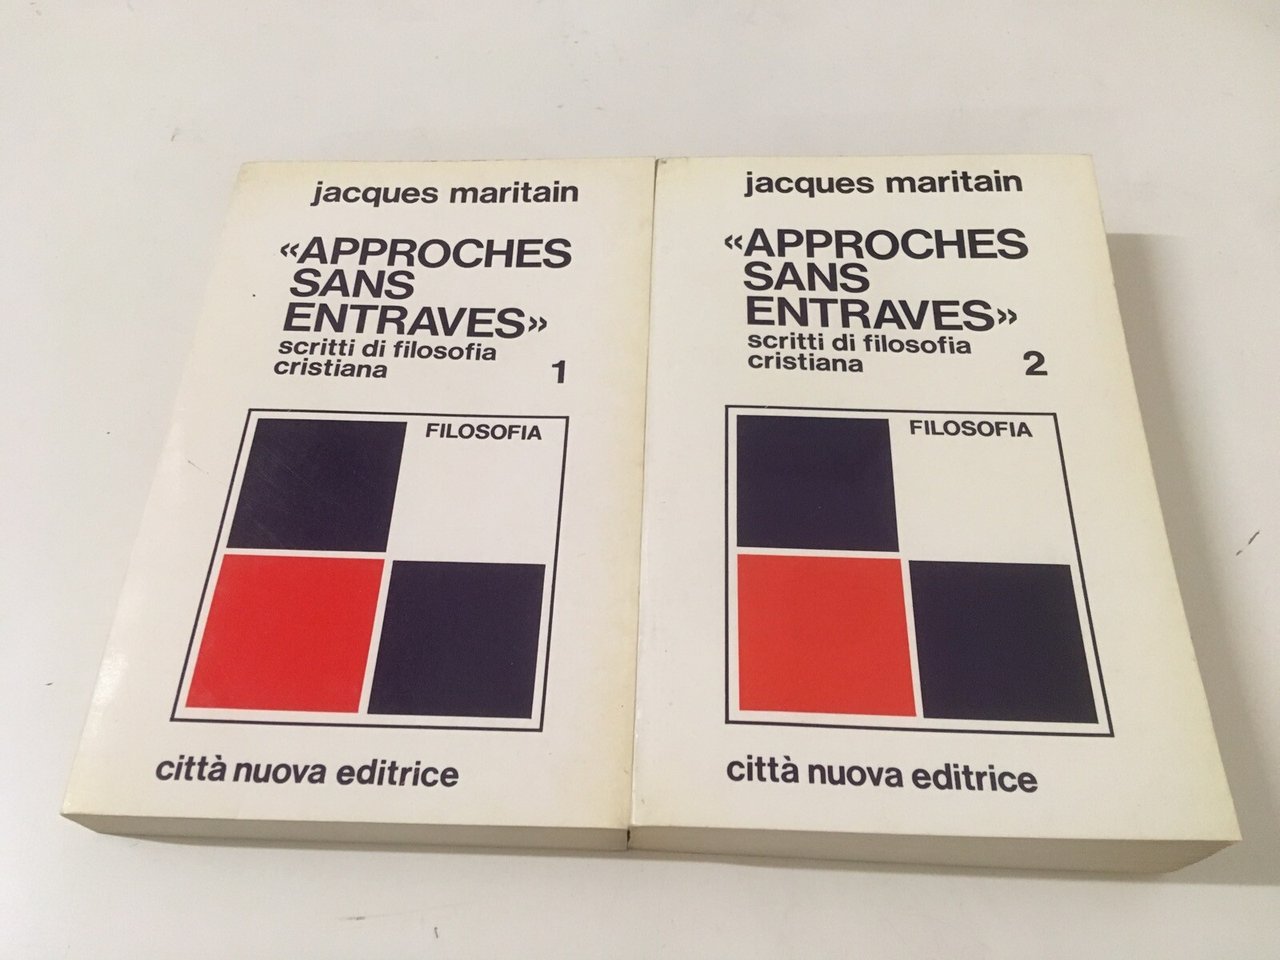 jacques maritain
«APPROCHES
SANS
ENTRAVES»
scritti di filosofia
cristiana 1
FILOSOFIA
città nuova editrice
jacques maritain
«APPROCHES
SANS
ENTRAVES»
scritti di filosofia
cristiana 2
FILOSOFIA
città nuova editrice